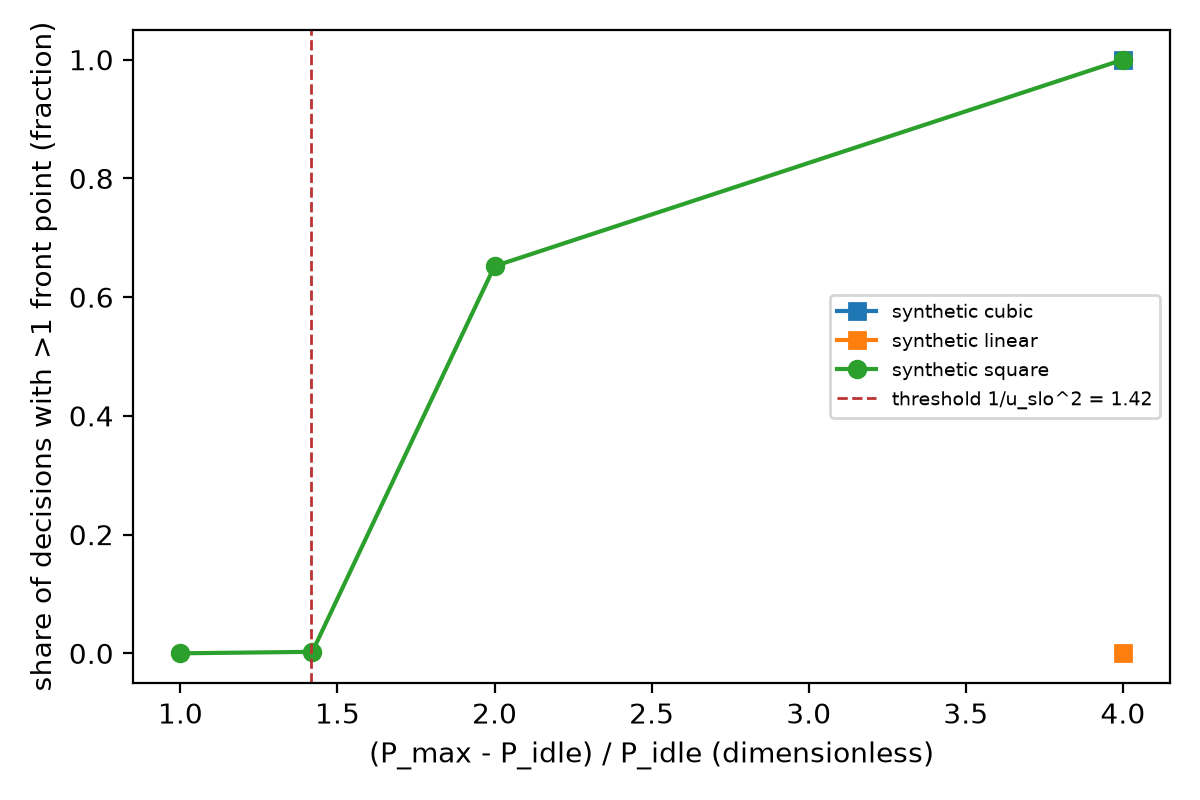 share of decisions with >1 front point (fraction)
1.0
0.8
0.6
0.4
0.2
0.0
synthetic cubic
synthetic linear
synthetic square
threshold 1/u_slo^2 = 1.42
1.0 1.5 2.0 2.5 3.0 3.5 4.0
(P_max - P_idle) / P_idle (dimensionless)